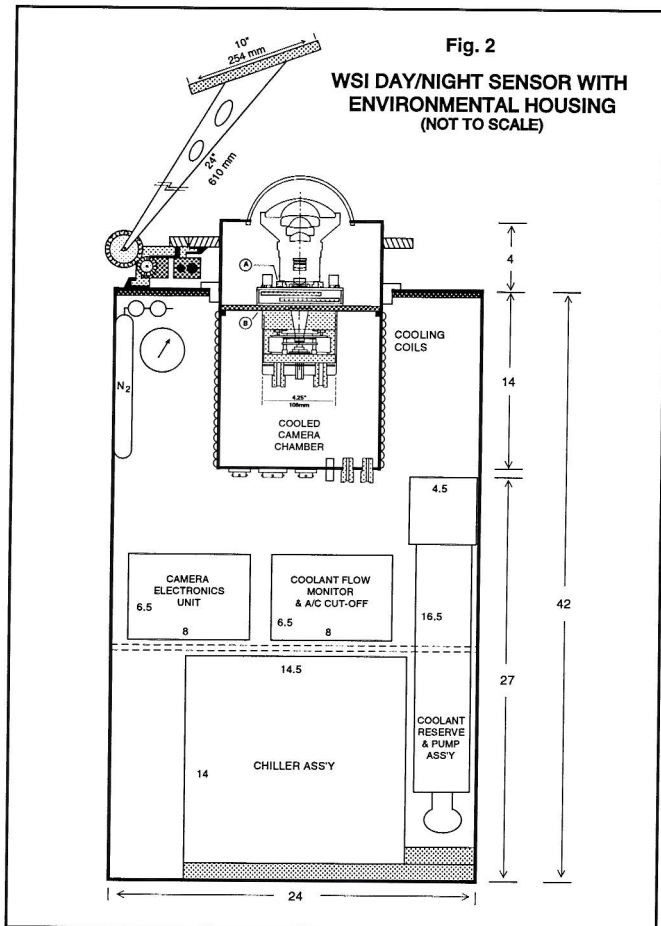 Fig. 2
WSI DAY/NIGHT SENSOR WITH
ENVIRONMENTAL HOUSING
(NOT TO SCALE)
10"
254 mm
24"
610 mm
A
B
4
N2
COOLING
COILS
14
4.25"
108mm
COOLED
CAMERA
CHAMBER
4.5
CAMERA
ELECTRONICS
UNIT
6.5
8
COOLANT FLOW
MONITOR
& A/C CUT-OFF
6.5
8
16.5
42
27
14.5
COOLANT
RESERVE
& PUMP
ASS'Y
14
CHILLER ASS'Y
24